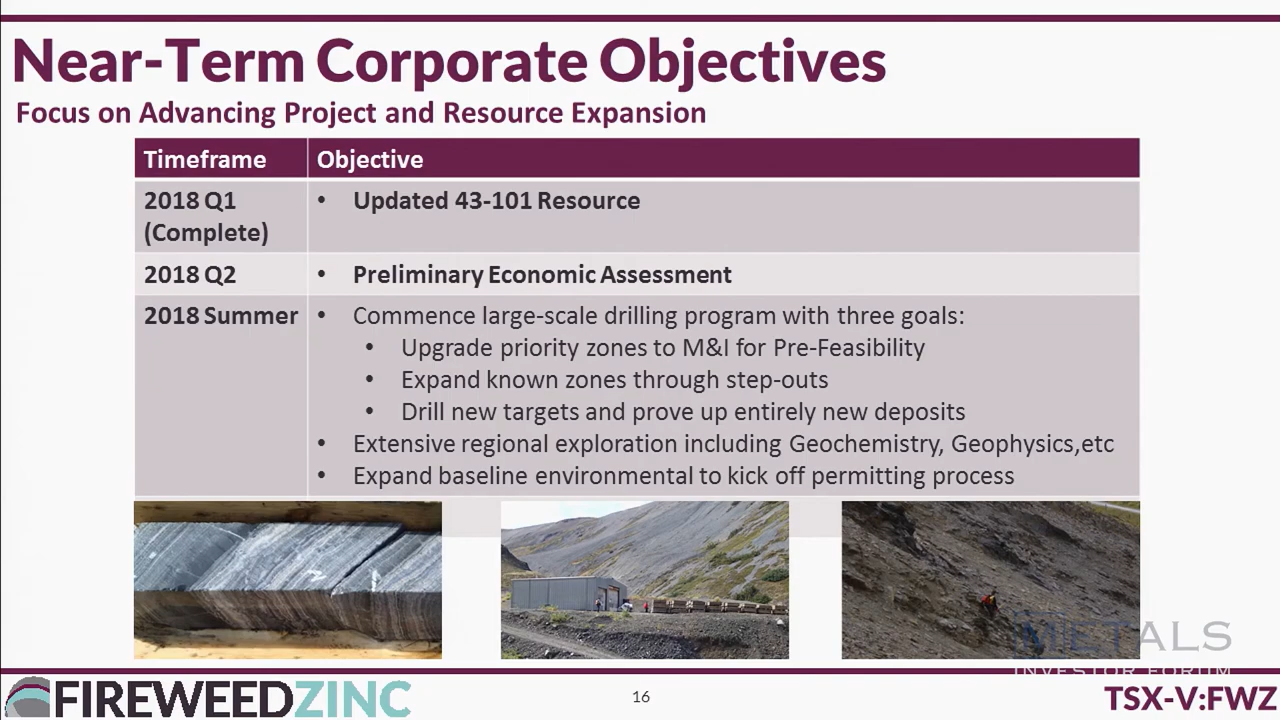 Near-Term Corporate Objectives
Focus on Advancing Project and Resource Expansion
Timeframe Objective
2018 Q1 • Updated 43-101 Resource
(Complete)
2018 Q2 • Preliminary Economic Assessment
2018 Summer • Commence large-scale drilling program with three goals:
• Upgrade priority zones to M&I for Pre-Feasibility
• Expand known zones through step-outs
• Drill new targets and prove up entirely new deposits
• Extensive regional exploration including Geochemistry, Geophysics,etc
• Expand baseline environmental to kick off permitting process
METALS
INVESTOR FORUM
FIREWEEDZINC
16
TSX-V:FWZ